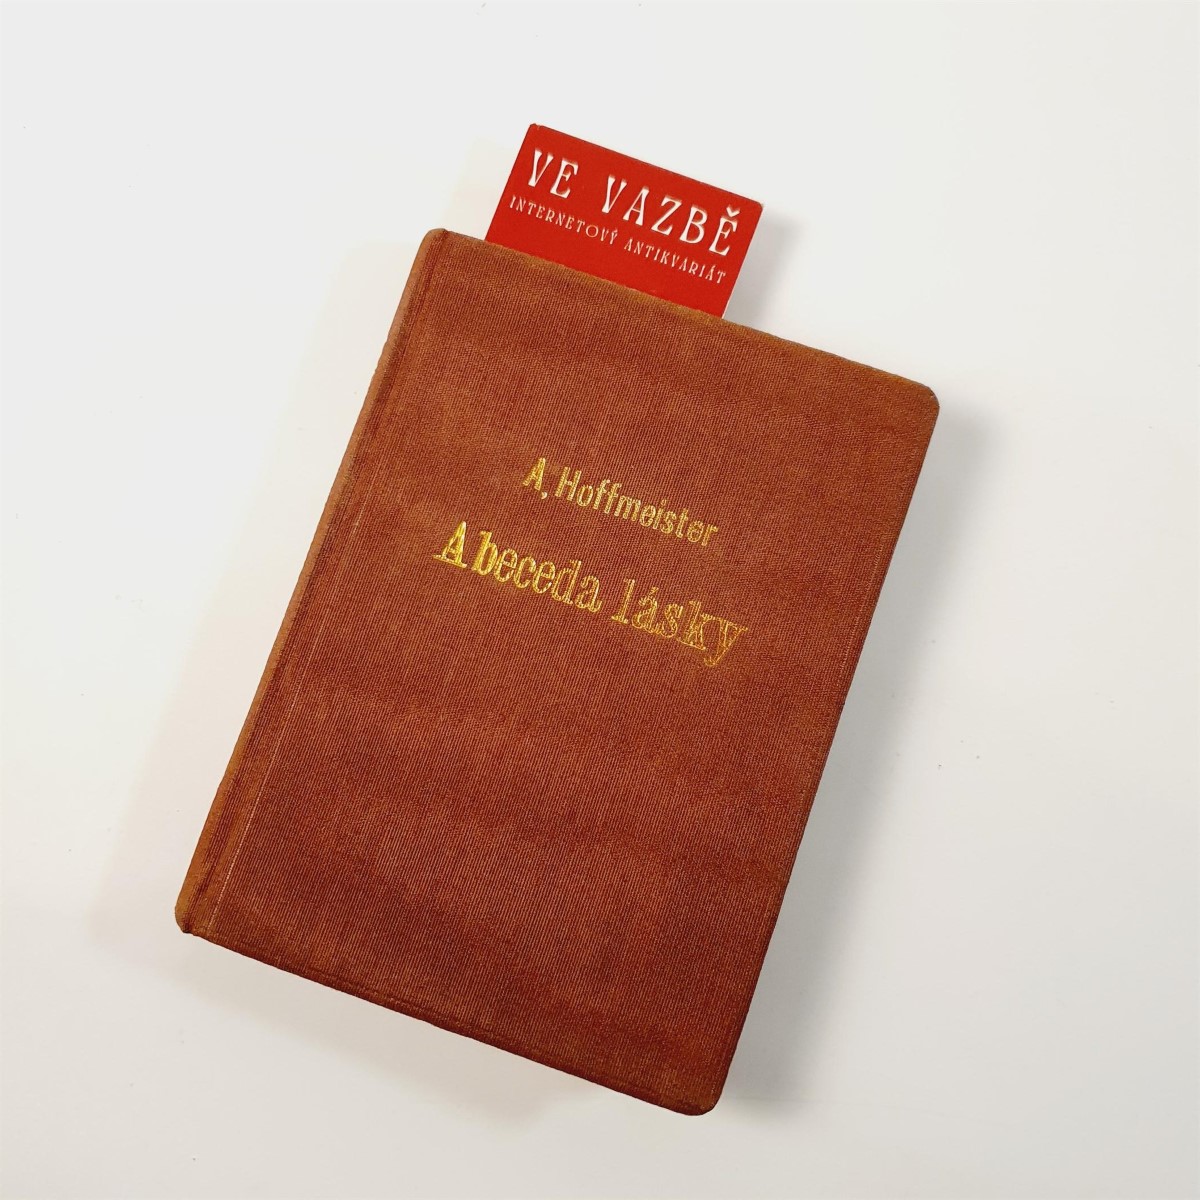 VE VAZBĚ
INTERNETOVÝ ANTIKVARIÁT
A, Hoffmeister
Abeceda lásky